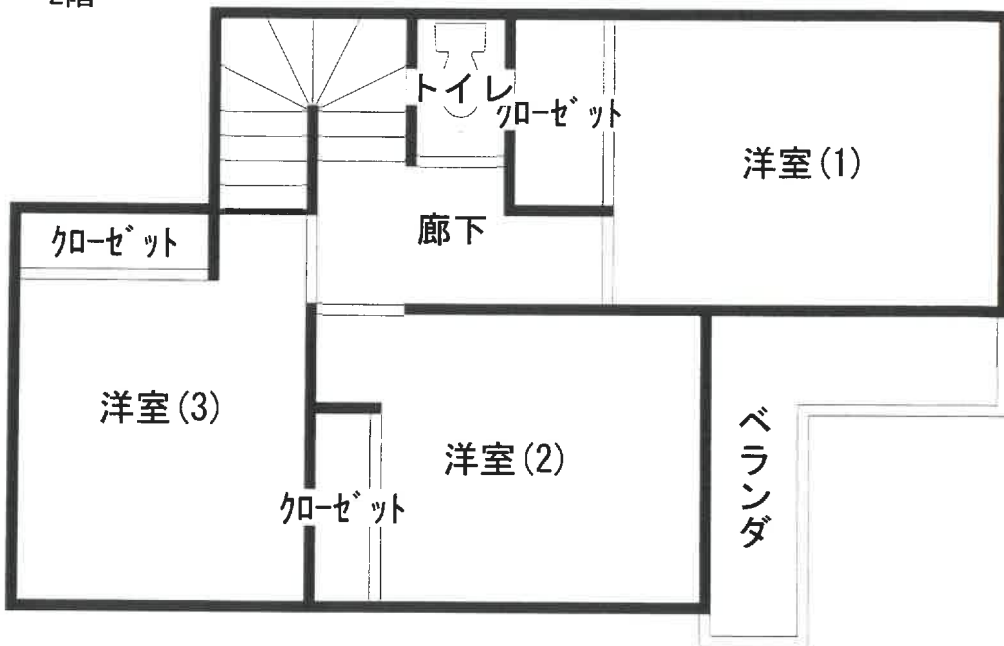 2階
トイレ
クローゼット
洋室(1)
廊下
クローゼット
洋室(3)
洋室(2)
クローゼット
ベランダ